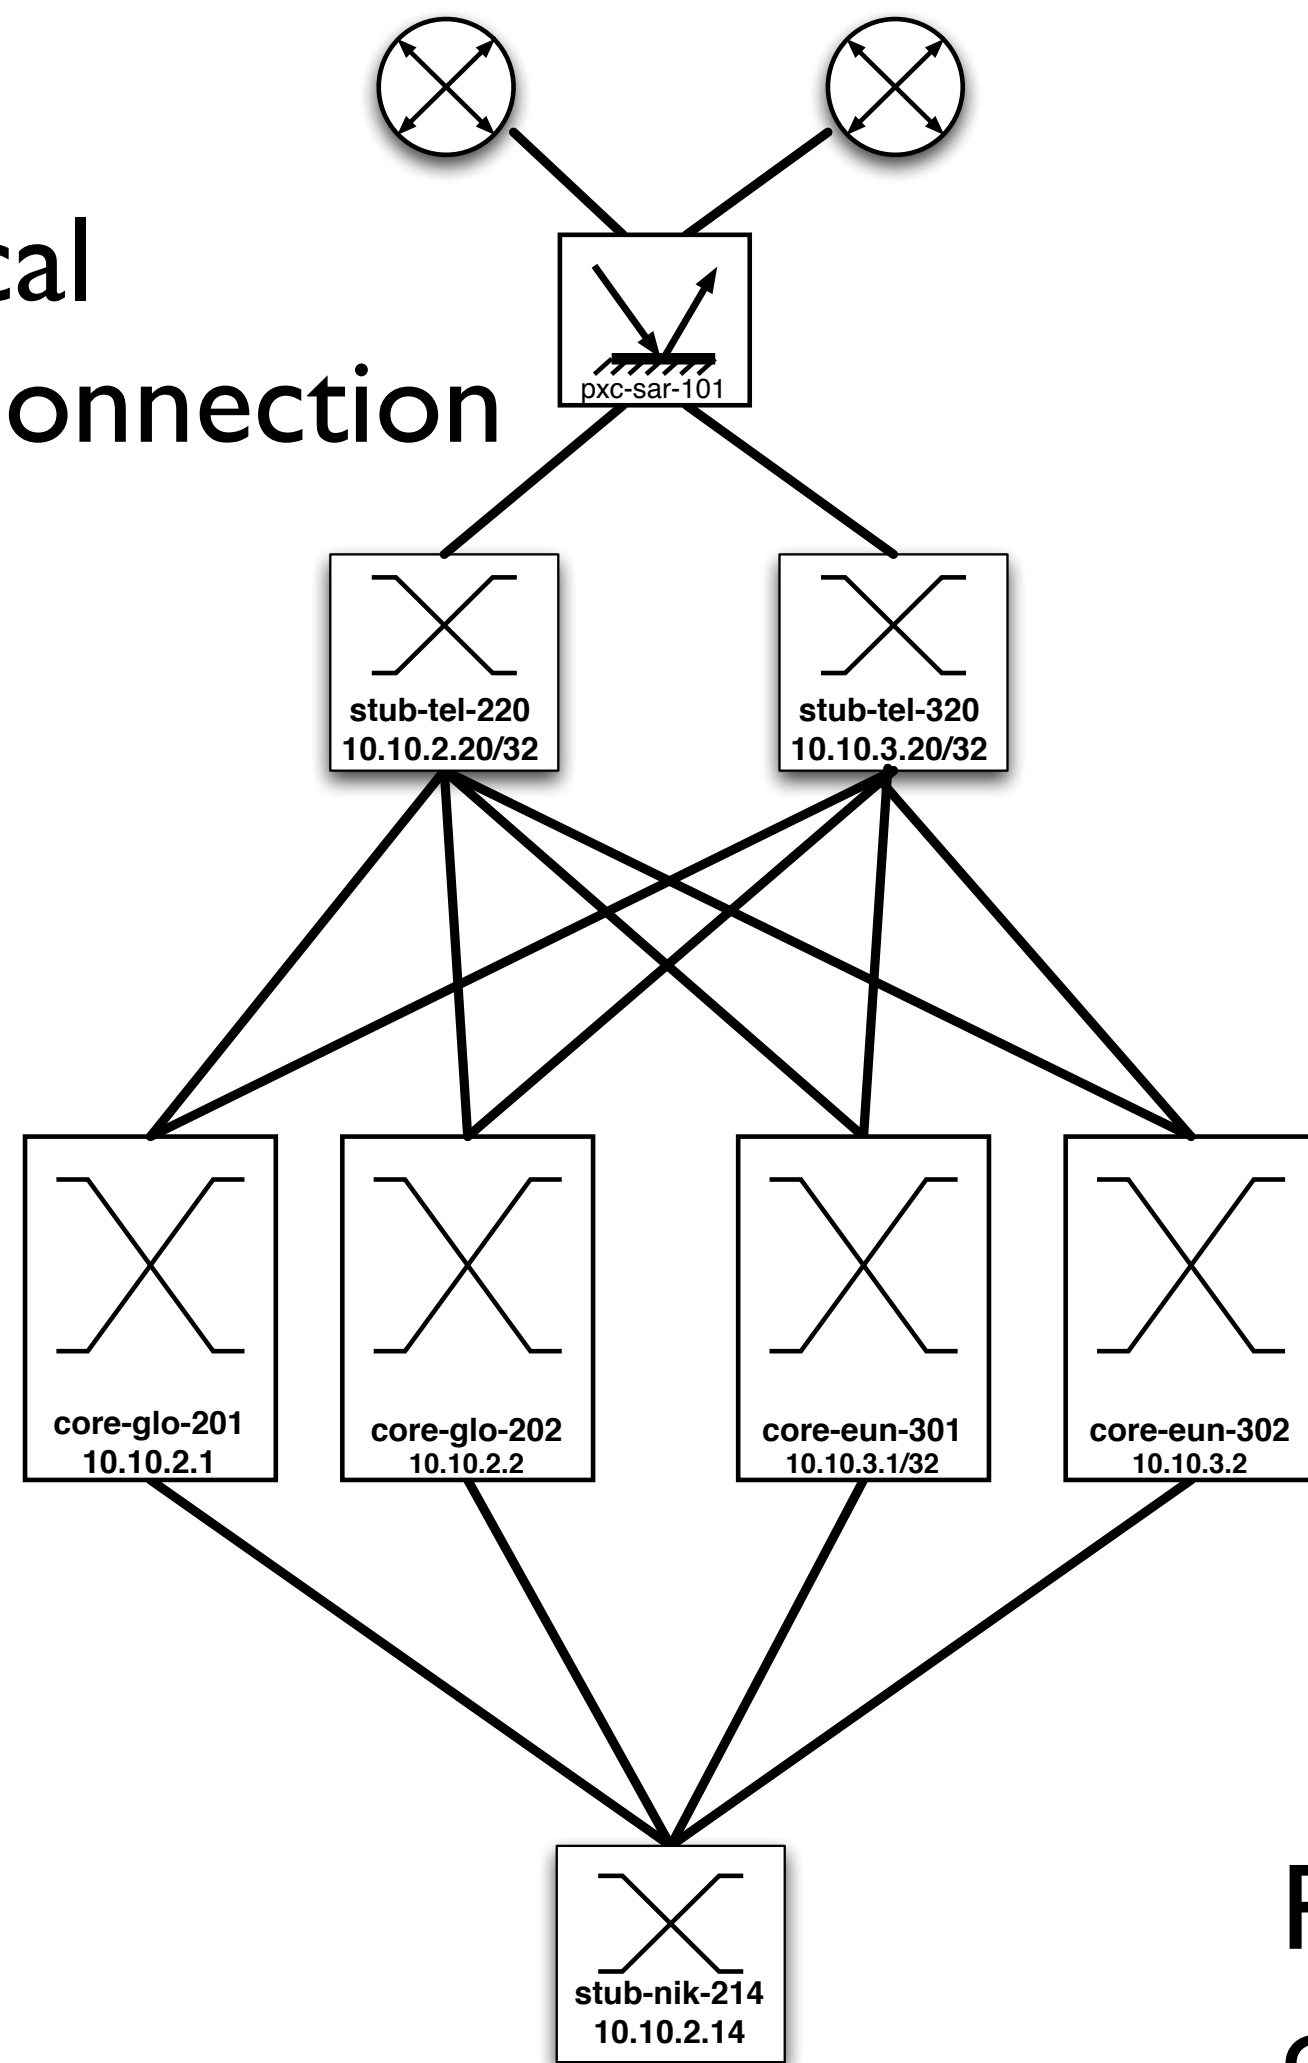 cal
onnection
pxc-sar-101
stub-tel-220
10.10.2.20/32
stub-tel-320
10.10.3.20/32
core-glo-201
10.10.2.1
core-glo-202
10.10.2.2
core-eun-301
10.10.3.1/32
core-eun-302
10.10.3.2
stub-nik-214
10.10.2.14